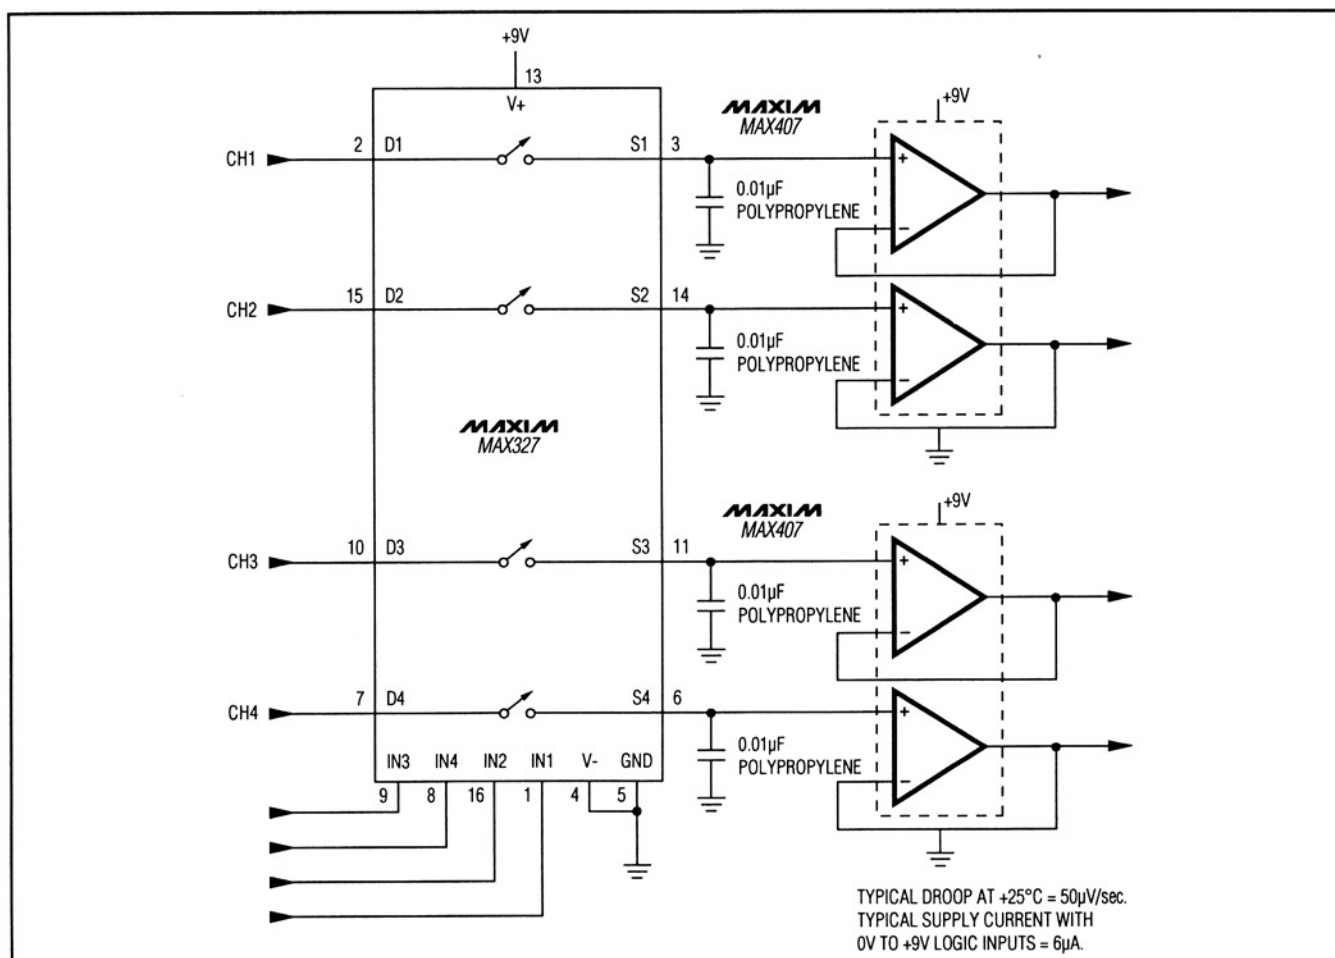 +9V
13
V+
MAXIM
MAX407
+9V
CH1
2
D1
S1
3
+
0.01µF
POLYPROPYLENE
−
CH2
15
D2
S2
14
+
0.01µF
POLYPROPYLENE
−
MAXIM
MAX327
MAXIM
MAX407
+9V
CH3
10
D3
S3
11
+
0.01µF
POLYPROPYLENE
−
CH4
7
D4
S4
6
+
0.01µF
POLYPROPYLENE
−
IN3 IN4 IN2 IN1 V- GND
9 8 16 1 4 5
TYPICAL DROOP AT +25°C = 50µV/sec.
TYPICAL SUPPLY CURRENT WITH
0V TO +9V LOGIC INPUTS = 6µA.